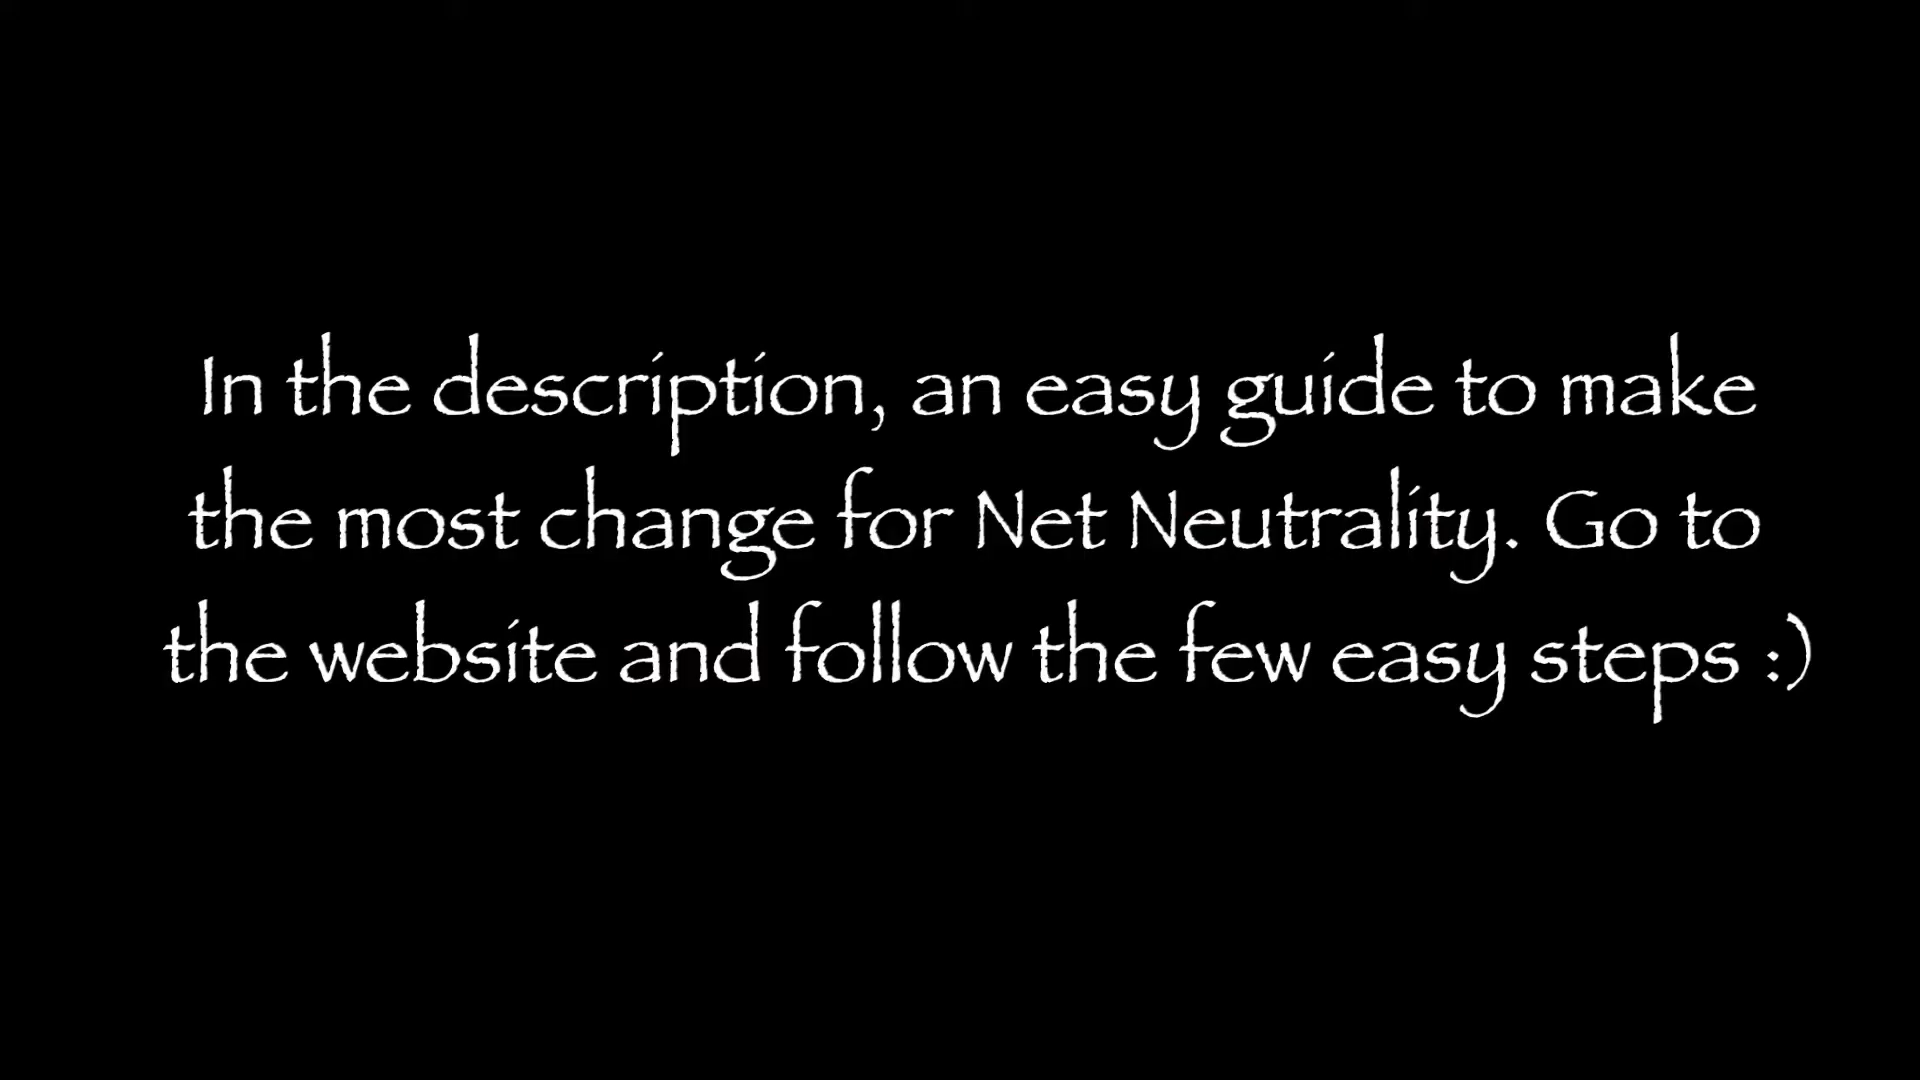 In the description, an easy guide to make
the most change for Net Neutrality. Go to
the website and follow the few easy steps :)